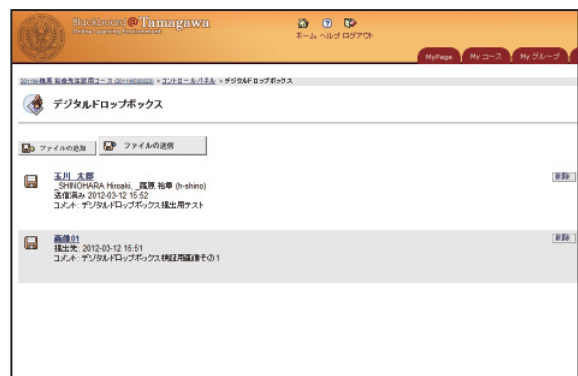 Blackboard@Tamagawa
Online Learning Environment
ホーム ヘルプ ログアウト
MyPage My コース My グループ
コントロールパネル > デジタルドロップボックス
デジタルドロップボックス
ファイルの追加 ファイルの送信
玉川 太郎 削除
_SHINOHARA Hiroaki, _篠原 裕章 (h-shino)
送信済み 2012-03-12 15:52
コメント: デジタルドロップボックス提出用テスト
画像01 削除
提出先: 2012-03-12 15:51
コメント: デジタルドロップボックス検証用画像その1